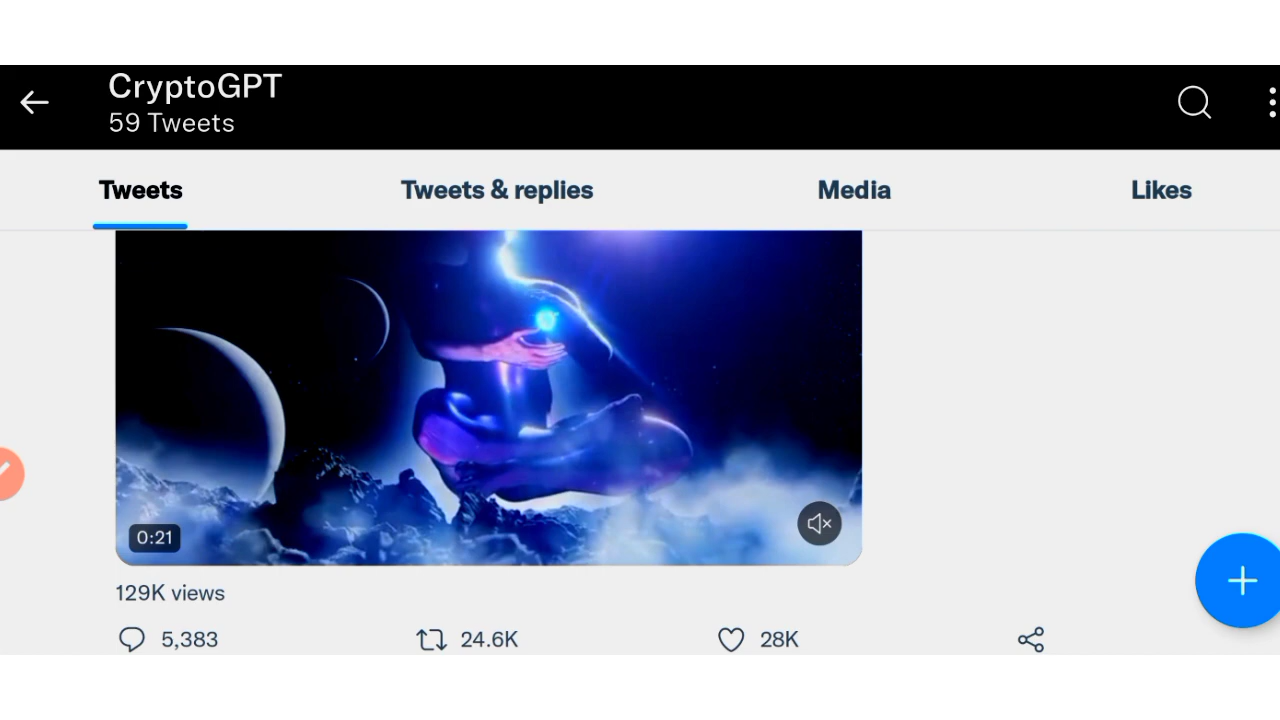 CryptoGPT
59 Tweets
Tweets Tweets & replies Media Likes
0:21
129K views
5,383 24.6K 28K